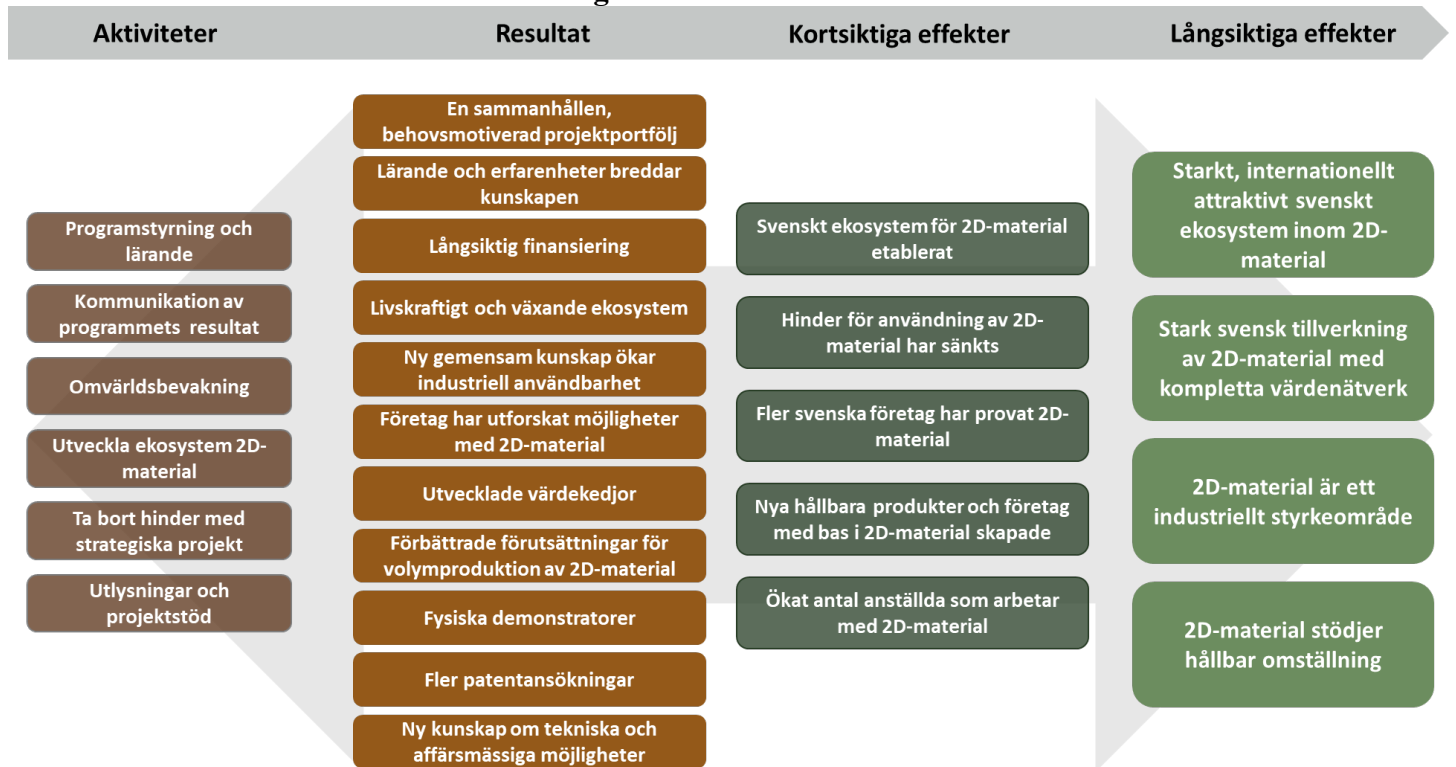 Aktiviteter
Resultat
Kortsiktiga effekter
Långsiktiga effekter
Programstyrning och
lärande
Kommunikation av
programmets resultat
Omvärldsbevakning
Utveckla ekosystem 2D-
material
Ta bort hinder med
strategiska projekt
Utlysningar och
projektstöd
En sammanhållen,
behovsmotiverad projektportfölj
Lärande och erfarenheter breddar
kunskapen
Långsiktig finansiering
Livskraftigt och växande ekosystem
Ny gemensam kunskap ökar
industriell användbarhet
Företag har utforskat möjligheter
med 2D-material
Utvecklade värdekedjor
Förbättrade förutsättningar för
volymproduktion av 2D-material
Fysiska demonstratorer
Fler patentansökningar
Ny kunskap om tekniska och
affärsmässiga möjligheter
Svenskt ekosystem för 2D-material
etablerat
Hinder för användning av 2D-
material har sänkts
Fler svenska företag har provat 2D-
material
Nya hållbara produkter och företag
med bas i 2D-material skapade
Ökat antal anställda som arbetar
med 2D-material
Starkt, internationellt
attraktivt svenskt
ekosystem inom 2D-
material
Stark svensk tillverkning
av 2D-material med
kompletta värdenätverk
2D-material är ett
industriellt styrkeområde
2D-material stödjer
hållbar omställning